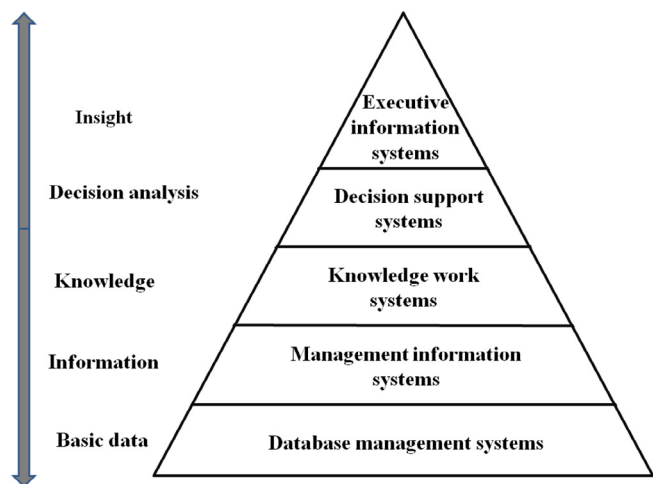 Insight
Executive
information
systems
Decision analysis
Decision support
systems
Knowledge
Knowledge work
systems
Information
Management information
systems
Basic data
Database management systems